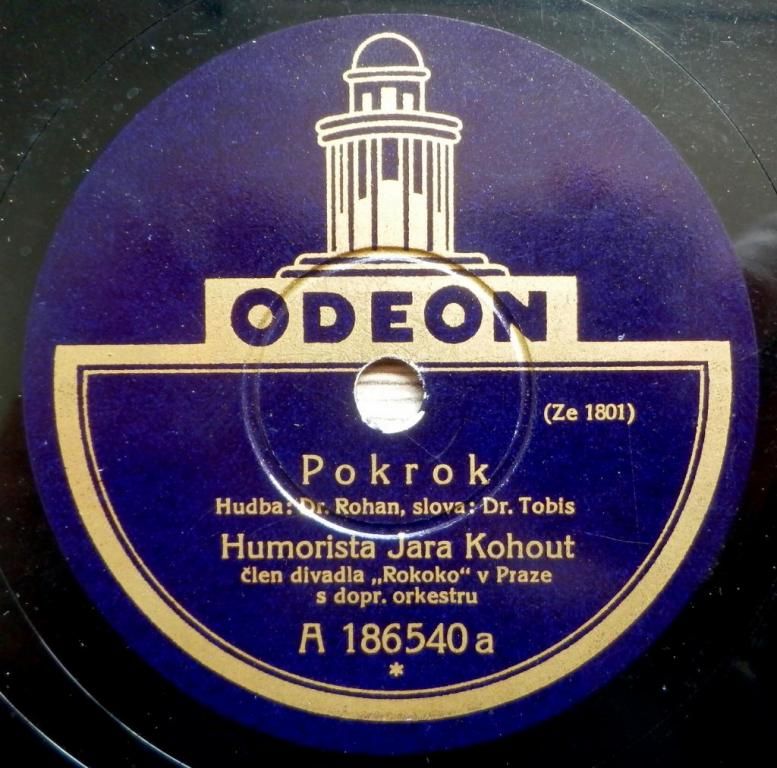 ODEON
(Ze 1801)
Pokrok
Hudba: Dr. Rohan, slova: Dr. Tobis
Humorista Jara Kohout
člen divadla „Rokoko“ v Praze
s dopr. orkestru
A 186540 a
*